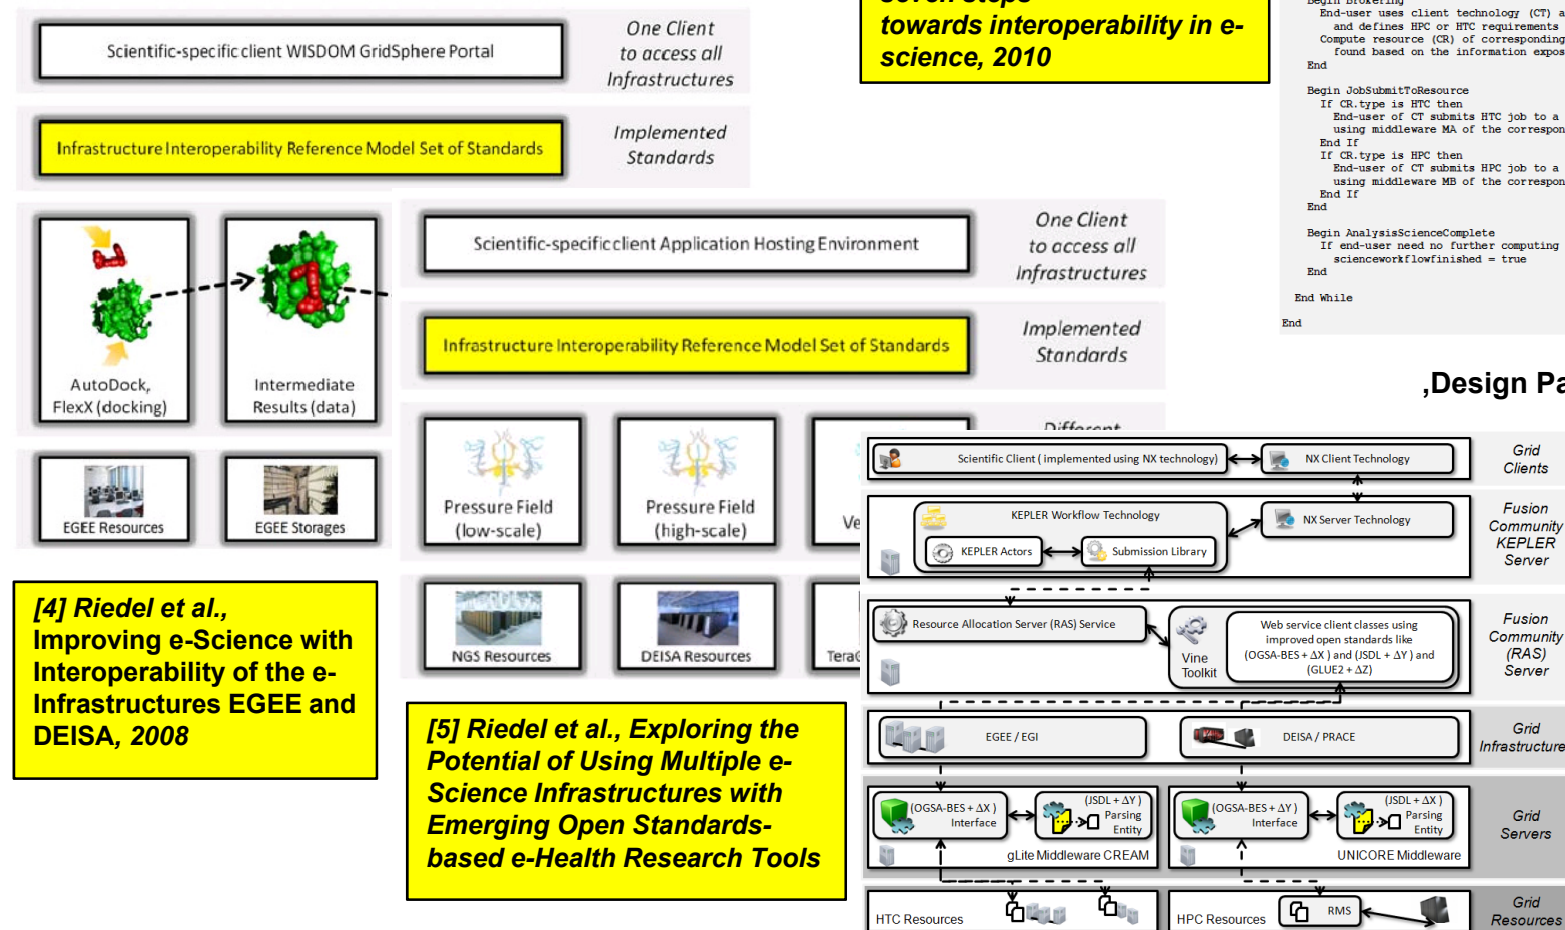 One Client
to access all
Infrastructures
Scientific-specific client WISDOM GridSphere Portal
Implemented
Standards
Infrastructure Interoperability Reference Model Set of Standards
AutoDock,
FlexX (docking)
Intermediate
Results (data)
EGEE Resources
EGEE Storages
[4] Riedel et al.,
Improving e-Science with
Interoperability of the e-
Infrastructures EGEE and
DEISA, 2008
One Client
to access all
Infrastructures
Scientific-specific client Application Hosting Environment
Implemented
Standards
Infrastructure Interoperability Reference Model Set of Standards
Different
Pressure Field
(low-scale)
Pressure Field
(high-scale)
Ve
NGS Resources
DEISA Resources
Tera
[5] Riedel et al., Exploring the
Potential of Using Multiple e-
Science Infrastructures with
Emerging Open Standards-
based e-Health Research Tools
seven steps
towards interoperability in e-
science, 2010
Begin Brokering
End-user uses client technology (CT) a
and defines HPC or HTC requirements
Compute resource (CR) of corresponding
found based on the information expos
End
Begin JobSubmitToResource
If CR.type is HTC then
End-user of CT submits HTC job to a
using middleware MA of the correspon
End If
If CR.type is HPC then
End-user of CT submits HPC job to a
using middleware MB of the correspon
End If
End
Begin AnalysisScienceComplete
If end-user need no further computing
scienceworkflowfinished = true
End
End While
End
‚Design Pa
Scientific Client ( implemented using NX technology)
NX Client Technology
Grid
Clients
KEPLER Workflow Technology
KEPLER Actors
Submission Library
NX Server Technology
Fusion
Community
KEPLER
Server
Resource Allocation Server (RAS) Service
Vine
Toolkit
Web service client classes using
improved open standards like
(OGSA-BES + ΔX ) and (JSDL + ΔY ) and
(GLUE2 + ΔZ)
Fusion
Community
(RAS)
Server
EGEE / EGI
DEISA / PRACE
Grid
Infrastructure
(OGSA-BES + ΔX )
Interface
(JSDL + ΔY )
Parsing
Entity
gLite Middleware CREAM
(OGSA-BES + ΔY )
Interface
(JSDL + ΔX )
Parsing
Entity
UNICORE Middleware
Grid
Servers
HTC Resources
HPC Resources
RMS
Grid
Resources